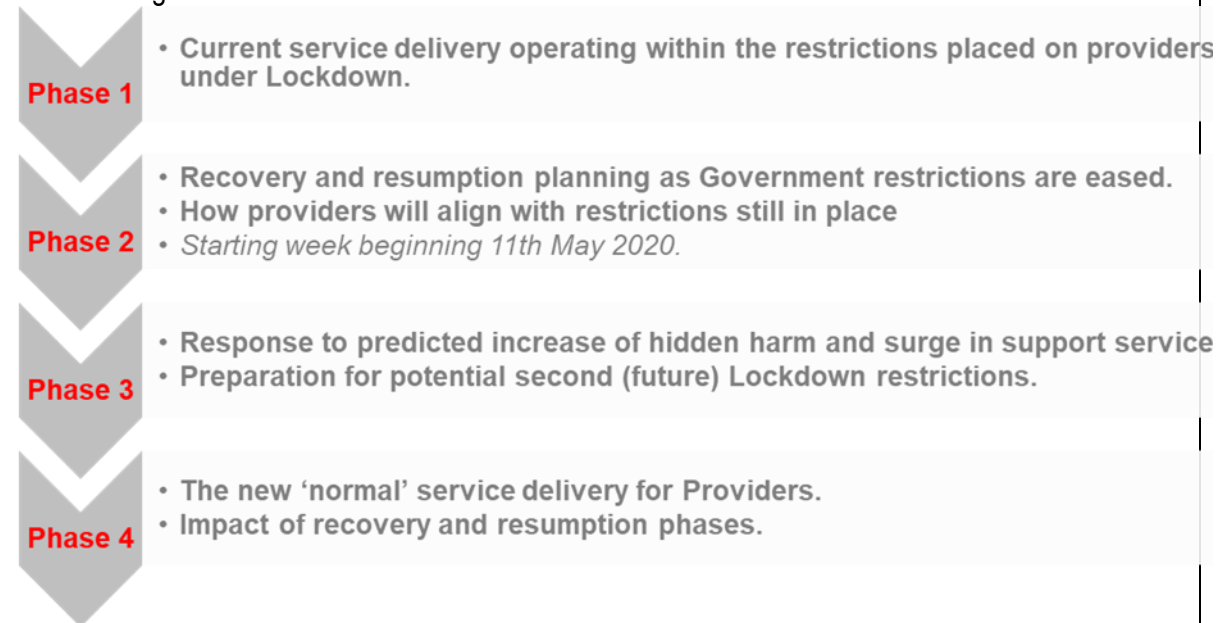 • Current service delivery operating within the restrictions placed on providers
under Lockdown.
Phase 1
• Recovery and resumption planning as Government restrictions are eased.
• How providers will align with restrictions still in place
Phase 2
• Starting week beginning 11th May 2020.
• Response to predicted increase of hidden harm and surge in support service
• Preparation for potential second (future) Lockdown restrictions.
Phase 3
• The new ‘normal’ service delivery for Providers.
• Impact of recovery and resumption phases.
Phase 4